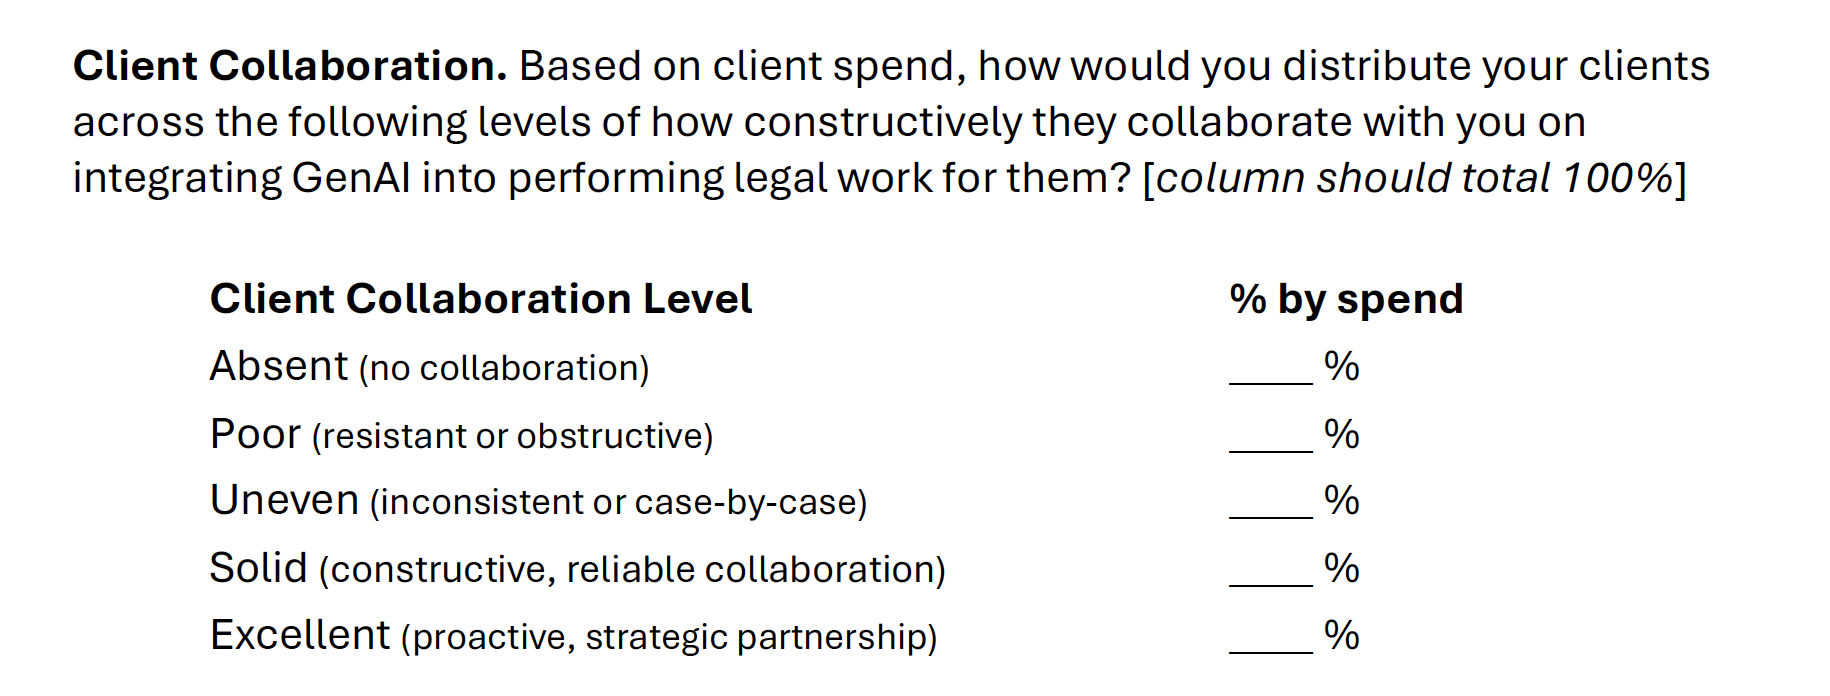 Client Collaboration. Based on client spend, how would you distribute your clients
across the following levels of how constructively they collaborate with you on
integrating GenAI into performing legal work for them? [column should total 100%]
Client Collaboration Level % by spend
Absent (no collaboration) ____ %
Poor (resistant or obstructive) ____ %
Uneven (inconsistent or case-by-case) ____ %
Solid (constructive, reliable collaboration) ____ %
Excellent (proactive, strategic partnership) ____ %